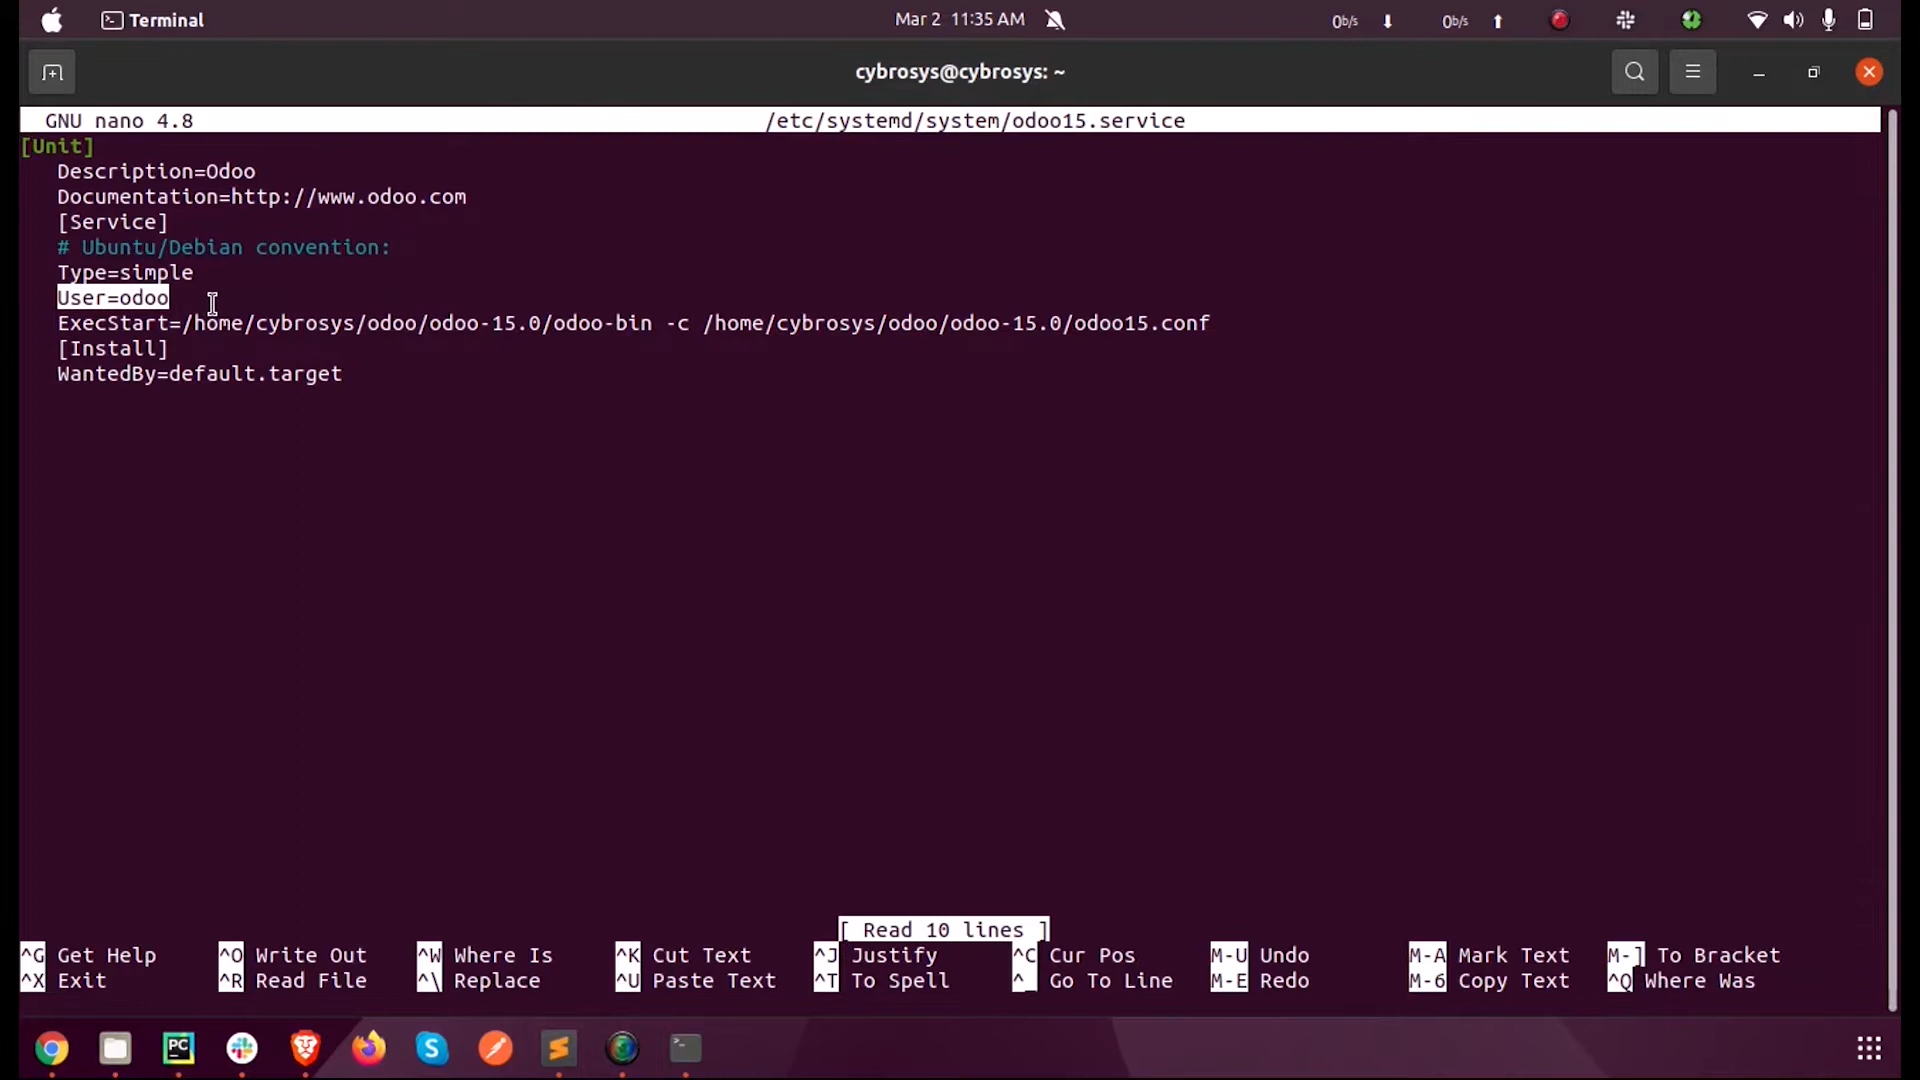 Terminal
Mar 2 11:35 AM
0b/s
0b/s
cybrosys@cybrosys: ~
GNU nano 4.8 /etc/systemd/system/odoo15.service
[Unit]
Description=Odoo
Documentation=http://www.odoo.com
[Service]
# Ubuntu/Debian convention:
Type=simple
User=odoo
ExecStart=/home/cybrosys/odoo/odoo-15.0/odoo-bin -c /home/cybrosys/odoo/odoo-15.0/odoo15.conf
[Install]
WantedBy=default.target
[ Read 10 lines ]
^G Get Help ^O Write Out ^W Where Is ^K Cut Text ^J Justify ^C Cur Pos M-U Undo M-A Mark Text M-] To Bracket
^X Exit ^R Read File ^\ Replace ^U Paste Text ^T To Spell ^_ Go To Line M-E Redo M-6 Copy Text ^Q Where Was
PC
S
S
>_